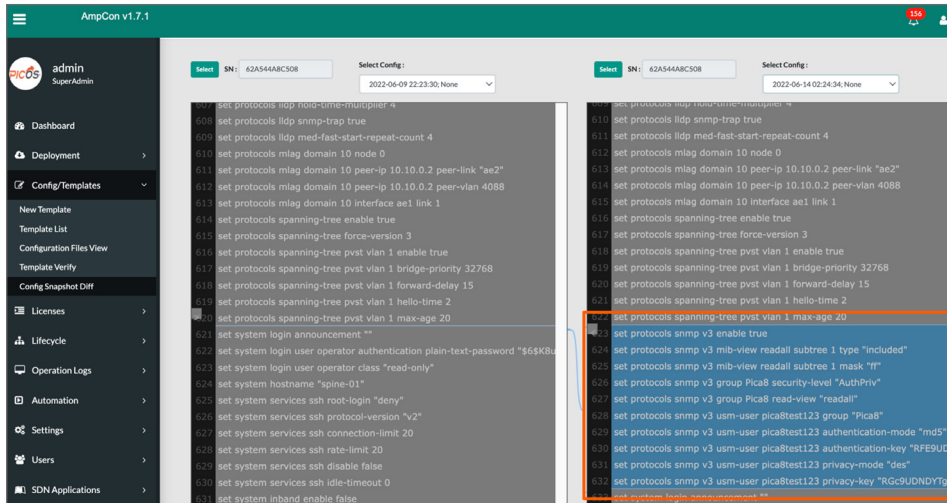 AmpCon v1.7.1
156
PICOS
admin
SuperAdmin
Dashboard
Deployment
Config/Templates
New Template
Template List
Configuration Files View
Template Verify
Config Snapshot Diff
Licenses
Lifecycle
Operation Logs
Automation
Settings
Users
SDN Applications
Select SN: 62A544A8C508
Select Config:
2022-06-09 22:23:30; None
607 set protocols lldp hold-time-multiplier 4
608 set protocols lldp snmp-trap true
609 set protocols lldp med-fast-start-repeat-count 4
610 set protocols mlag domain 10 node 0
611 set protocols mlag domain 10 peer-ip 10.10.0.2 peer-link "ae2"
612 set protocols mlag domain 10 peer-ip 10.10.0.2 peer-vlan 4088
613 set protocols mlag domain 10 interface ae1 link 1
614 set protocols spanning-tree enable true
615 set protocols spanning-tree force-version 3
616 set protocols spanning-tree pvst vlan 1 enable true
617 set protocols spanning-tree pvst vlan 1 bridge-priority 32768
618 set protocols spanning-tree pvst vlan 1 forward-delay 15
619 set protocols spanning-tree pvst vlan 1 hello-time 2
620 set protocols spanning-tree pvst vlan 1 max-age 20
621 set system login announcement ""
622 set system login user operator authentication plain-text-password "$6$K8u
623 set system login user operator class "read-only"
624 set system hostname "spine-01"
625 set system services ssh root-login "deny"
626 set system services ssh protocol-version "v2"
627 set system services ssh connection-limit 20
628 set system services ssh rate-limit 20
629 set system services ssh disable false
630 set system services ssh idle-timeout 0
631 set system inband enable false
Select SN: 62A544A8C508
Select Config:
2022-06-14 02:24:34; None
609 set protocols lldp hold-time-multiplier 4
610 set protocols lldp snmp-trap true
611 set protocols lldp med-fast-start-repeat-count 4
612 set protocols mlag domain 10 node 0
613 set protocols mlag domain 10 peer-ip 10.10.0.2 peer-link "ae2"
614 set protocols mlag domain 10 peer-ip 10.10.0.2 peer-vlan 4088
615 set protocols mlag domain 10 interface ae1 link 1
616 set protocols spanning-tree enable true
617 set protocols spanning-tree force-version 3
618 set protocols spanning-tree pvst vlan 1 enable true
619 set protocols spanning-tree pvst vlan 1 bridge-priority 32768
620 set protocols spanning-tree pvst vlan 1 forward-delay 15
621 set protocols spanning-tree pvst vlan 1 hello-time 2
622 set protocols spanning-tree pvst vlan 1 max-age 20
623 set protocols snmp v3 enable true
624 set protocols snmp v3 mib-view readall subtree 1 type "included"
625 set protocols snmp v3 mib-view readall subtree 1 mask "ff"
626 set protocols snmp v3 group Pica8 security-level "AuthPriv"
627 set protocols snmp v3 group Pica8 read-view "readall"
628 set protocols snmp v3 usm-user pica8test123 group "Pica8"
629 set protocols snmp v3 usm-user pica8test123 authentication-mode "md5"
630 set protocols snmp v3 usm-user pica8test123 authentication-key "RFE9UD
631 set protocols snmp v3 usm-user pica8test123 privacy-mode "des"
632 set protocols snmp v3 usm-user pica8test123 privacy-key "RGc9UDNDYTg
633 set system login announcement ""